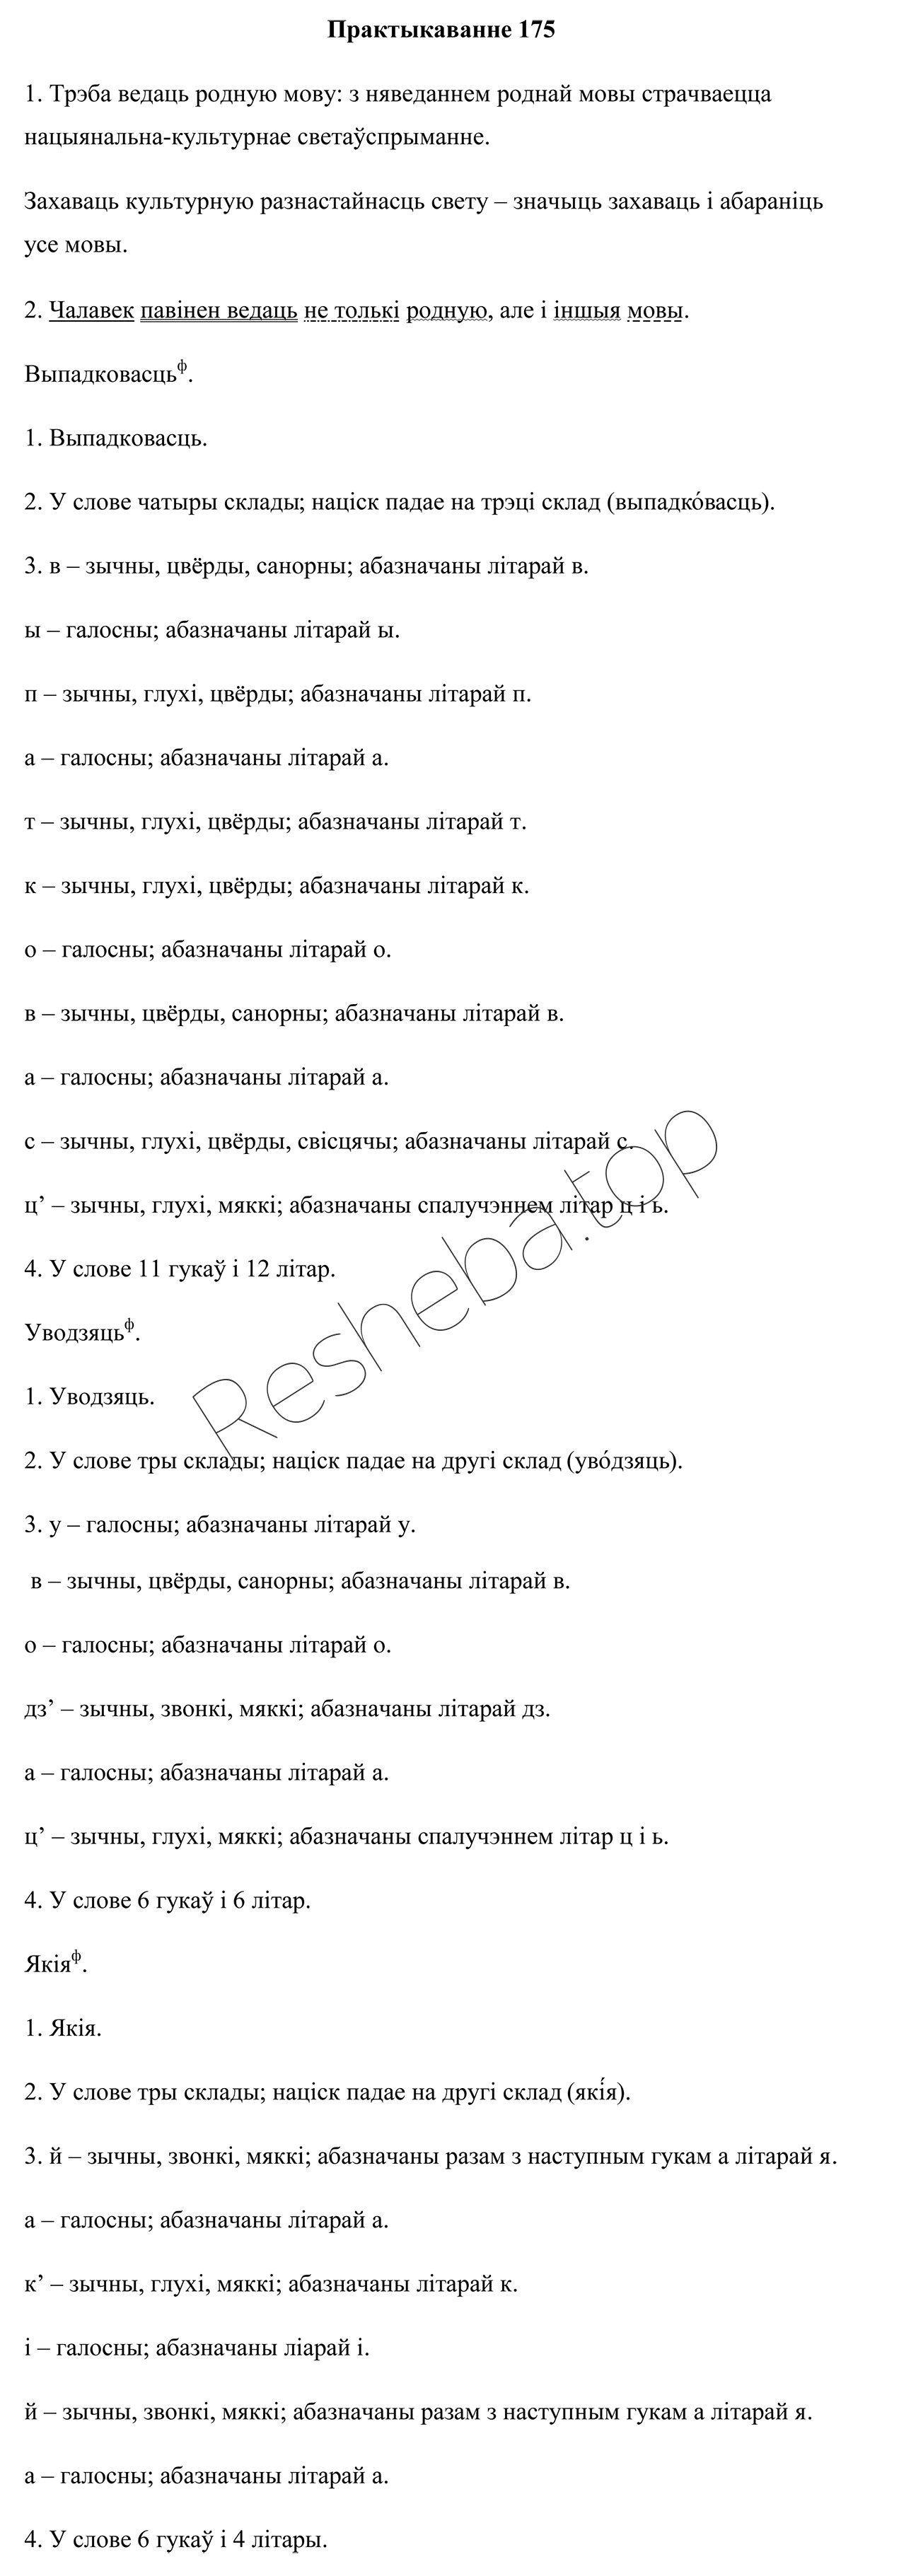 Практыкаванне 175
1. Трэба ведаць родную мову: з няведаннем роднай мовы страчваецца
нацыянальна-культурнае светаўспрыманне.
Захаваць культурную разнастайнасць свету – значыць захаваць і абараніць
усе мовы.
2. Чалавек павінен ведаць не толькі родную, але і іншыя мовы.
Выпадковасцьф.
1. Выпадковасць.
2. У слове чатыры склады; націск падае на трэці склад (выпадко́васць).
3. в – зычны, цвёрды, санорны; абазначаны літарай в.
ы – галосны; абазначаны літарай ы.
п – зычны, глухі, цвёрды; абазначаны літарай п.
а – галосны; абазначаны літарай а.
т – зычны, глухі, цвёрды; абазначаны літарай т.
к – зычны, глухі, цвёрды; абазначаны літарай к.
о – галосны; абазначаны літарай о.
в – зычны, цвёрды, санорны; абазначаны літарай в.
а – галосны; абазначаны літарай а.
с – зычны, глухі, цвёрды, свісцячы; абазначаны літарай с.
ц’ – зычны, глухі, мяккі; абазначаны спалучэннем літар ц і ь.
Resheba.top
4. У слове 11 гукаў і 12 літар.
Уводзяцьф.
1. Уводзяць.
2. У слове тры склады; націск падае на другі склад (уво́дзяць).
3. у – галосны; абазначаны літарай у.
в – зычны, цвёрды, санорны; абазначаны літарай в.
о – галосны; абазначаны літарай о.
дз’ – зычны, звонкі, мяккі; абазначаны літарай дз.
а – галосны; абазначаны літарай а.
ц’ – зычны, глухі, мяккі; абазначаны спалучэннем літар ц і ь.
4. У слове 6 гукаў і 6 літар.
Якіяф.
1. Якія.
2. У слове тры склады; націск падае на другі склад (які́я).
3. й – зычны, звонкі, мяккі; абазначаны разам з наступным гукам а літарай я.
а – галосны; абазначаны літарай а.
к’ – зычны, глухі, мяккі; абазначаны літарай к.
і – галосны; абазначаны ліарай і.
й – зычны, звонкі, мяккі; абазначаны разам з наступным гукам а літарай я.
а – галосны; абазначаны літарай а.
4. У слове 6 гукаў і 4 літары.